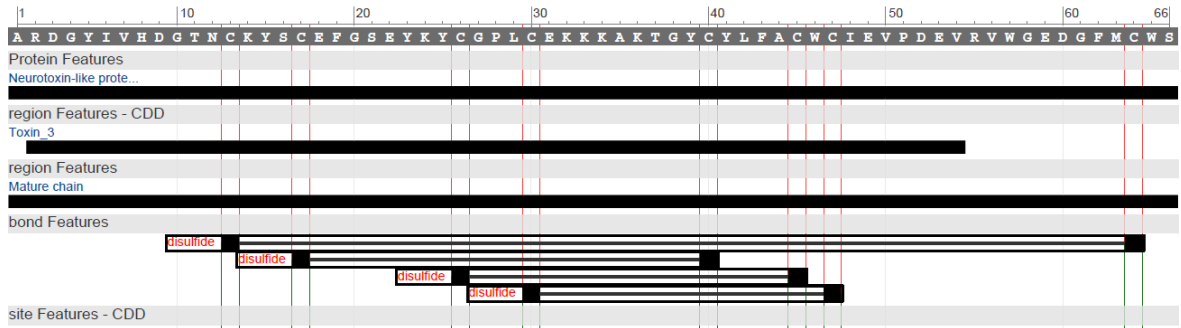 1 10 20 30 40 50 60 66
A R D G Y I V H D G T N C K Y S C E F G S E Y K Y C G P L C E K K K A K T G Y C Y L F A C W C I E V P D E V R V W G E D G F M C W S
Protein Features
Neurotoxin-like prote...
region Features - CDD
Toxin_3
region Features
Mature chain
bond Features
disulfide
disulfide
disulfide
disulfide
site Features - CDD